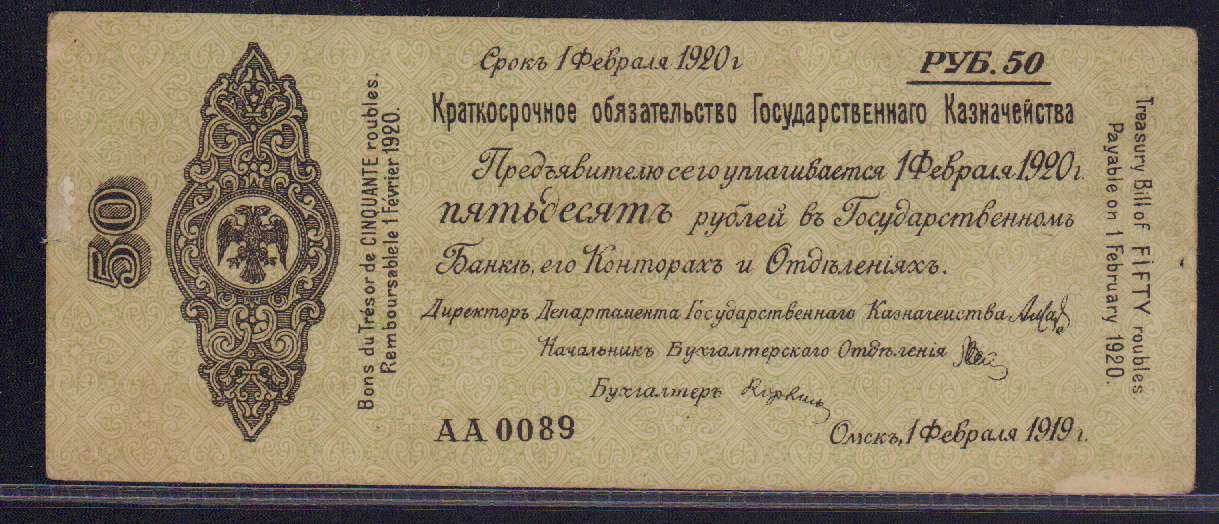 Срокъ 1 Февраля 1920 г
РУБ. 50
Краткосрочное обязательство Государственнаго Казначейства
Предъявителю сего уплачивается 1 Февраля 1920 г.
пятьдесятъ рублей въ Государственномъ
Банкѣ, его Конторахъ и Отдѣленіяхъ.
Директоръ Департамента Государственнаго Казначейства
Начальникъ Бухгалтерскаго Отдѣленія
Бухгалтеръ
АА 0089
Омскъ, 1 Февраля 1919 г.
50
Bons du Trésor de CINQUANTE roubles.
Remboursable le 1 Février 1920.
Treasury Bill of FIFTY roubles
Payable on 1 February 1920.